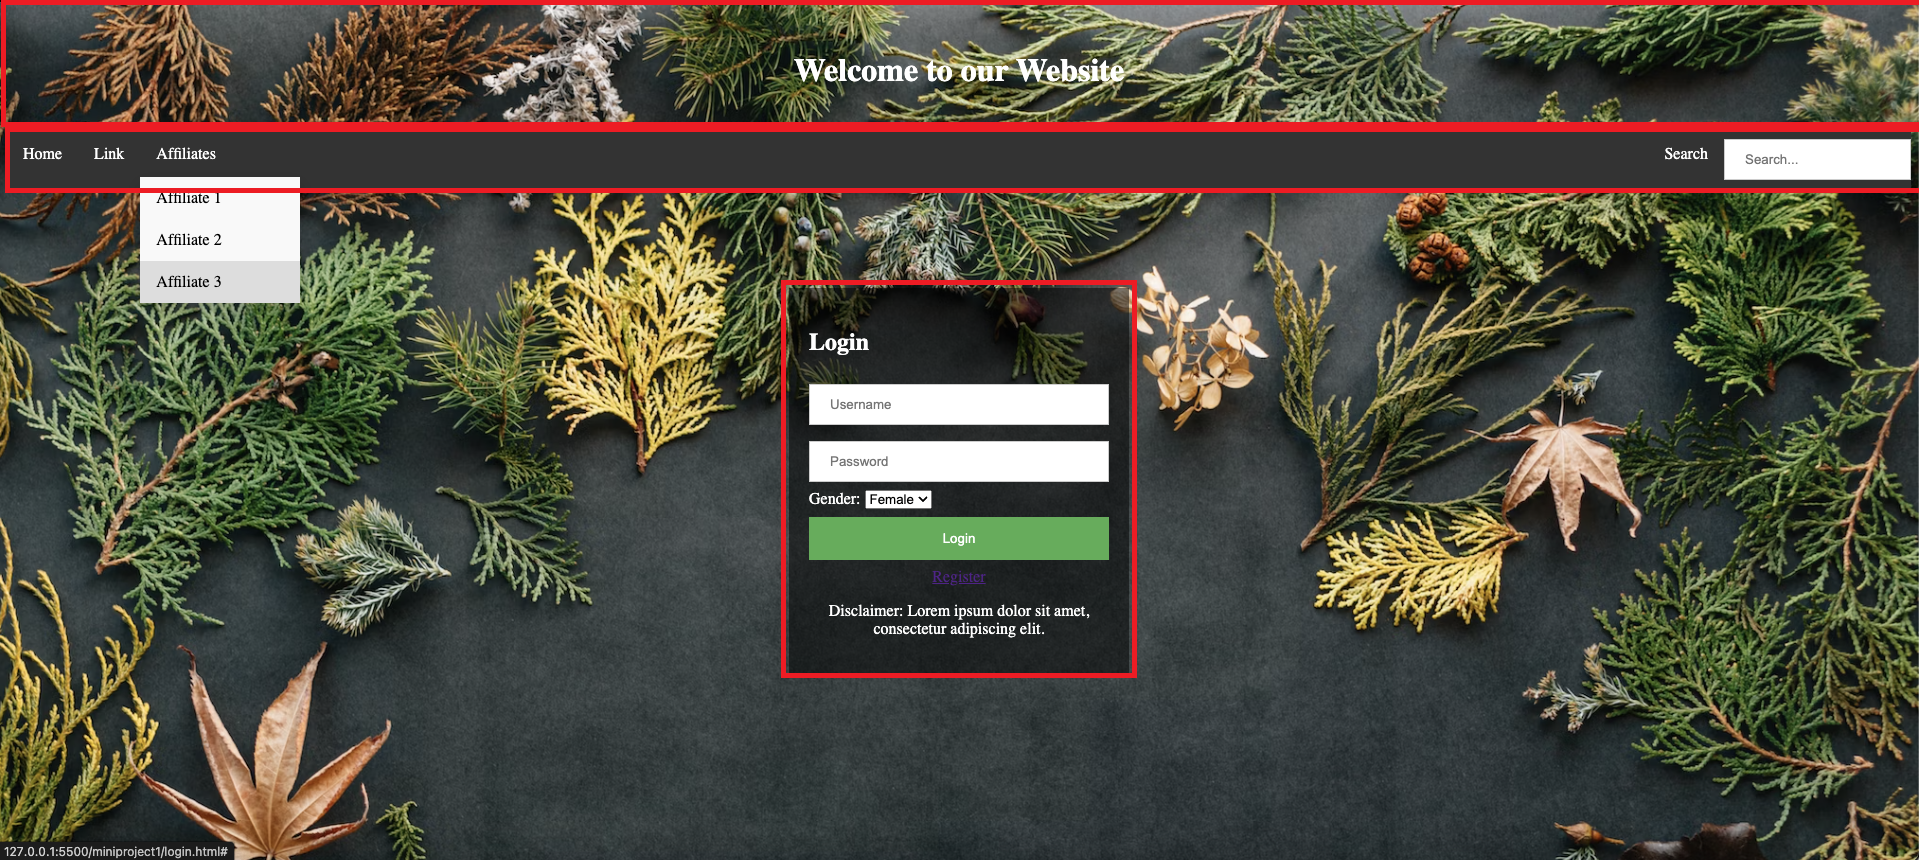 Welcome to our Website
Home Link Affiliates Search Search...
Affiliate 1
Affiliate 2
Affiliate 3
Login
Username
Password
Gender: Female
Login
Register
Disclaimer: Lorem ipsum dolor sit amet,
consectetur adipiscing elit.
127.0.0.1:5500/miniproject1/login.html#